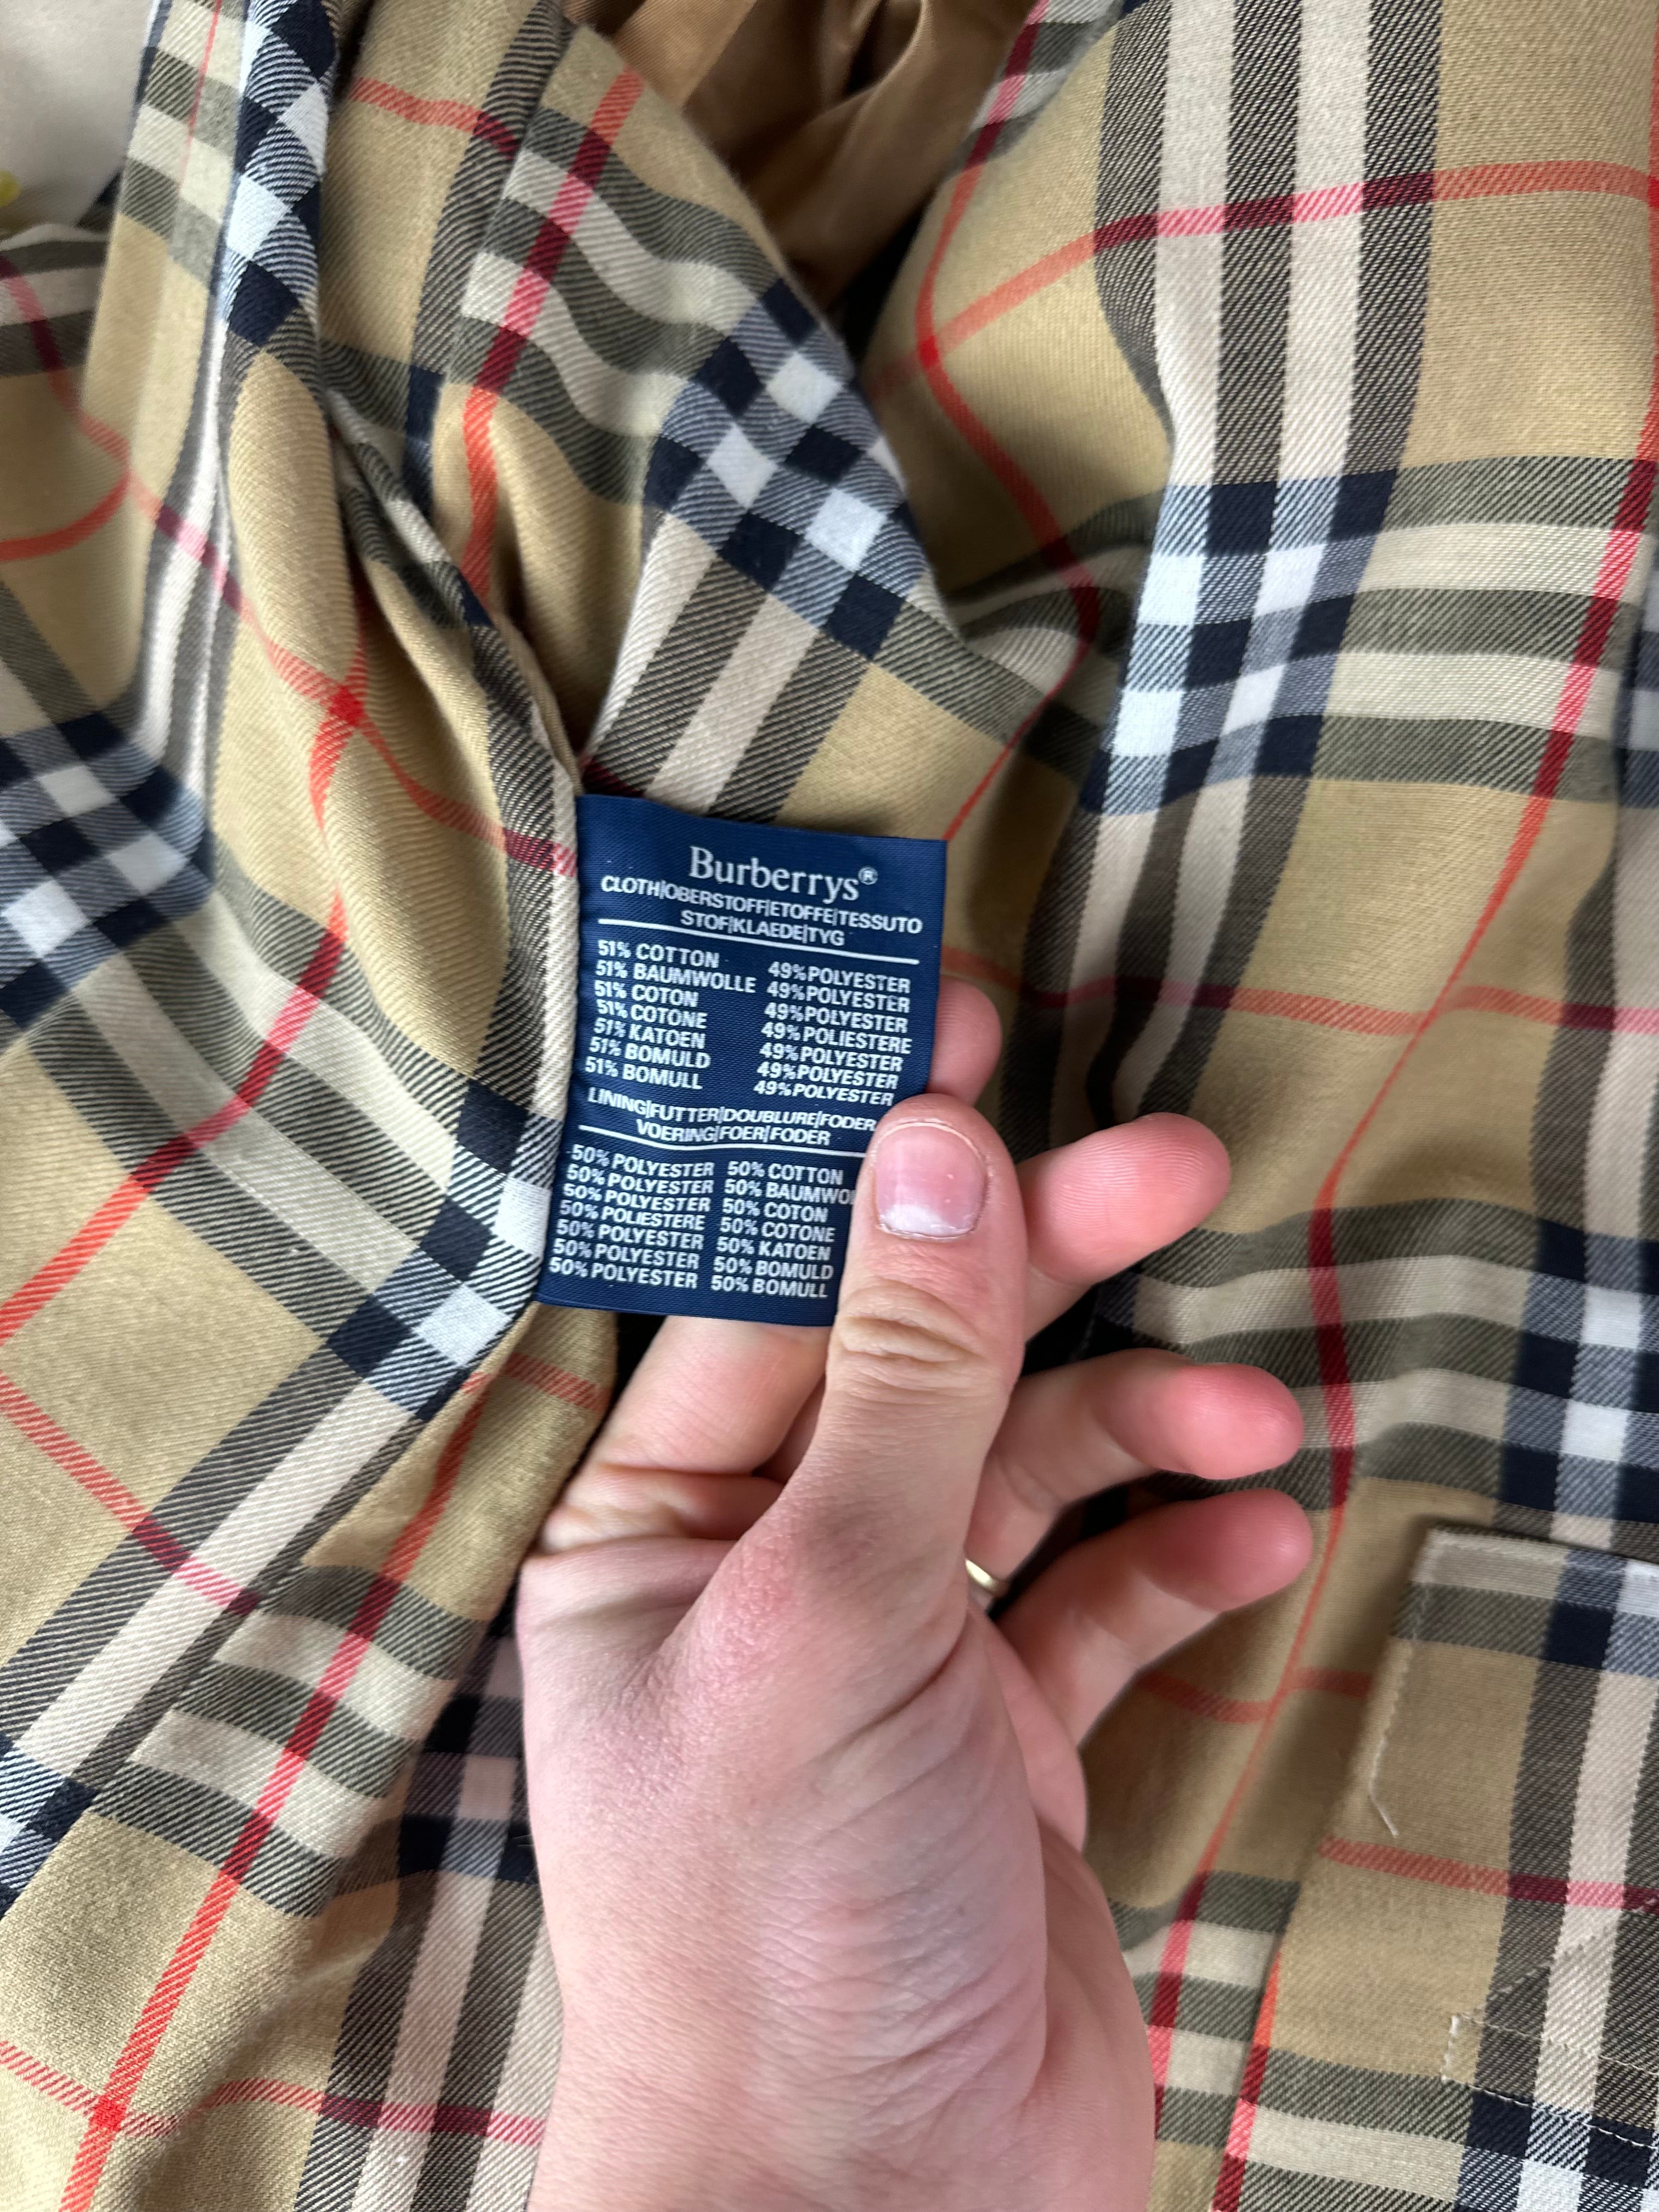 Burberrys®
CLOTH|OBERSTOFF|ETOFFE|TESSUTO
STOF|KLAEDE|TYG
51% COTTON 49% POLYESTER
51% BAUMWOLLE 49% POLYESTER
51% COTON 49% POLYESTER
51% COTONE 49% POLIESTERE
51% KATOEN 49% POLYESTER
51% BOMULD 49% POLYESTER
51% BOMULL 49% POLYESTER
LINING|FUTTER|DOUBLURE|FODER
VOERING|FOER|FODER
50% POLYESTER 50% COTTON
50% POLYESTER 50%
50% POLYESTER 50% COTON
50% POLIESTERE 50% COTONE
50% POLYESTER 50% KATOEN
50% POLYESTER 50% BOMULD
50% POLYESTER 50% BOMULL